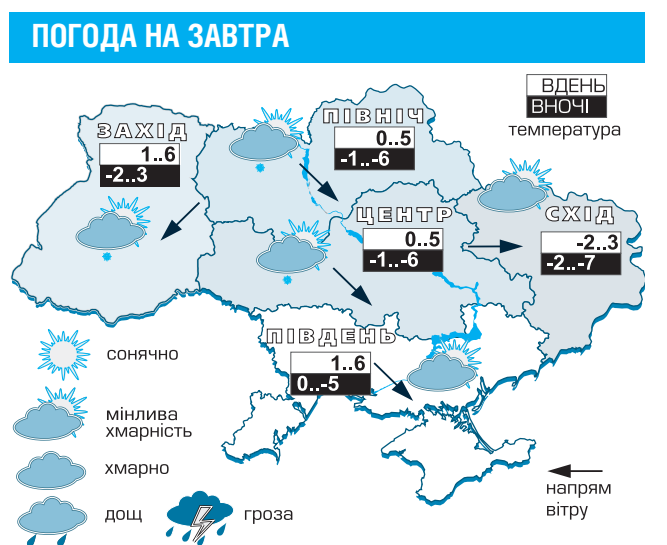 ПОГОДА НА ЗАВТРА
ВДЕНЬ
ВНОЧІ
температура
ЗАХІД
1..6
-2..3
ПІВНІЧ
0..5
-1..-6
ЦЕНТР
0..5
-1..-6
СХІД
-2..3
-2..-7
ПІВДЕНЬ
1..6
0..-5
сонячно
мінлива
хмарність
хмарно
дощ
гроза
напрям
вітру